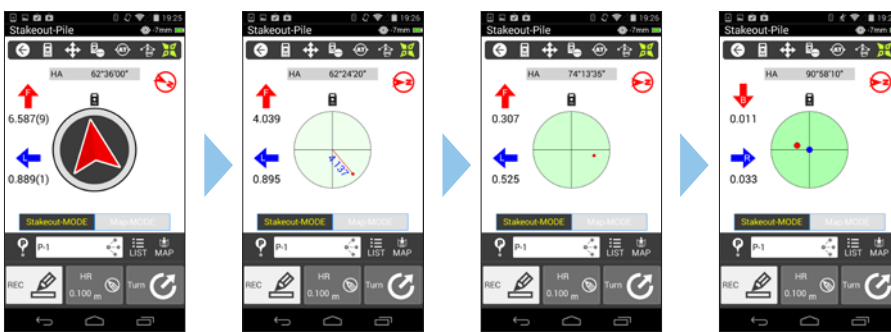 19:25
Stakeout-Pile
-7mm
HA 62°36'00"
F
6.587(9)
L
0.889(1)
Stakeout-MODE Map-MODE
P-1
LIST MAP
REC
HR
0.100 m
Turn
19:26
Stakeout-Pile
-7mm
HA 62°24'20"
Z
F
4.039
4.137
L
0.895
Stakeout-MODE Map-MODE
P-1
LIST MAP
REC
HR
0.100 m
Turn
19:26
Stakeout-Pile
-7mm
HA 74°13'35"
Z
F
0.307
L
0.525
Stakeout-MODE Map-MODE
P-1
LIST MAP
REC
HR
0.100 m
Turn
Stakeout-Pile
-7mm
HA 90°58'10"
Z
B
0.011
R
0.033
Stakeout-MODE Map-MODE
P-1
LIST MAP
REC
HR
0.100 m
Turn